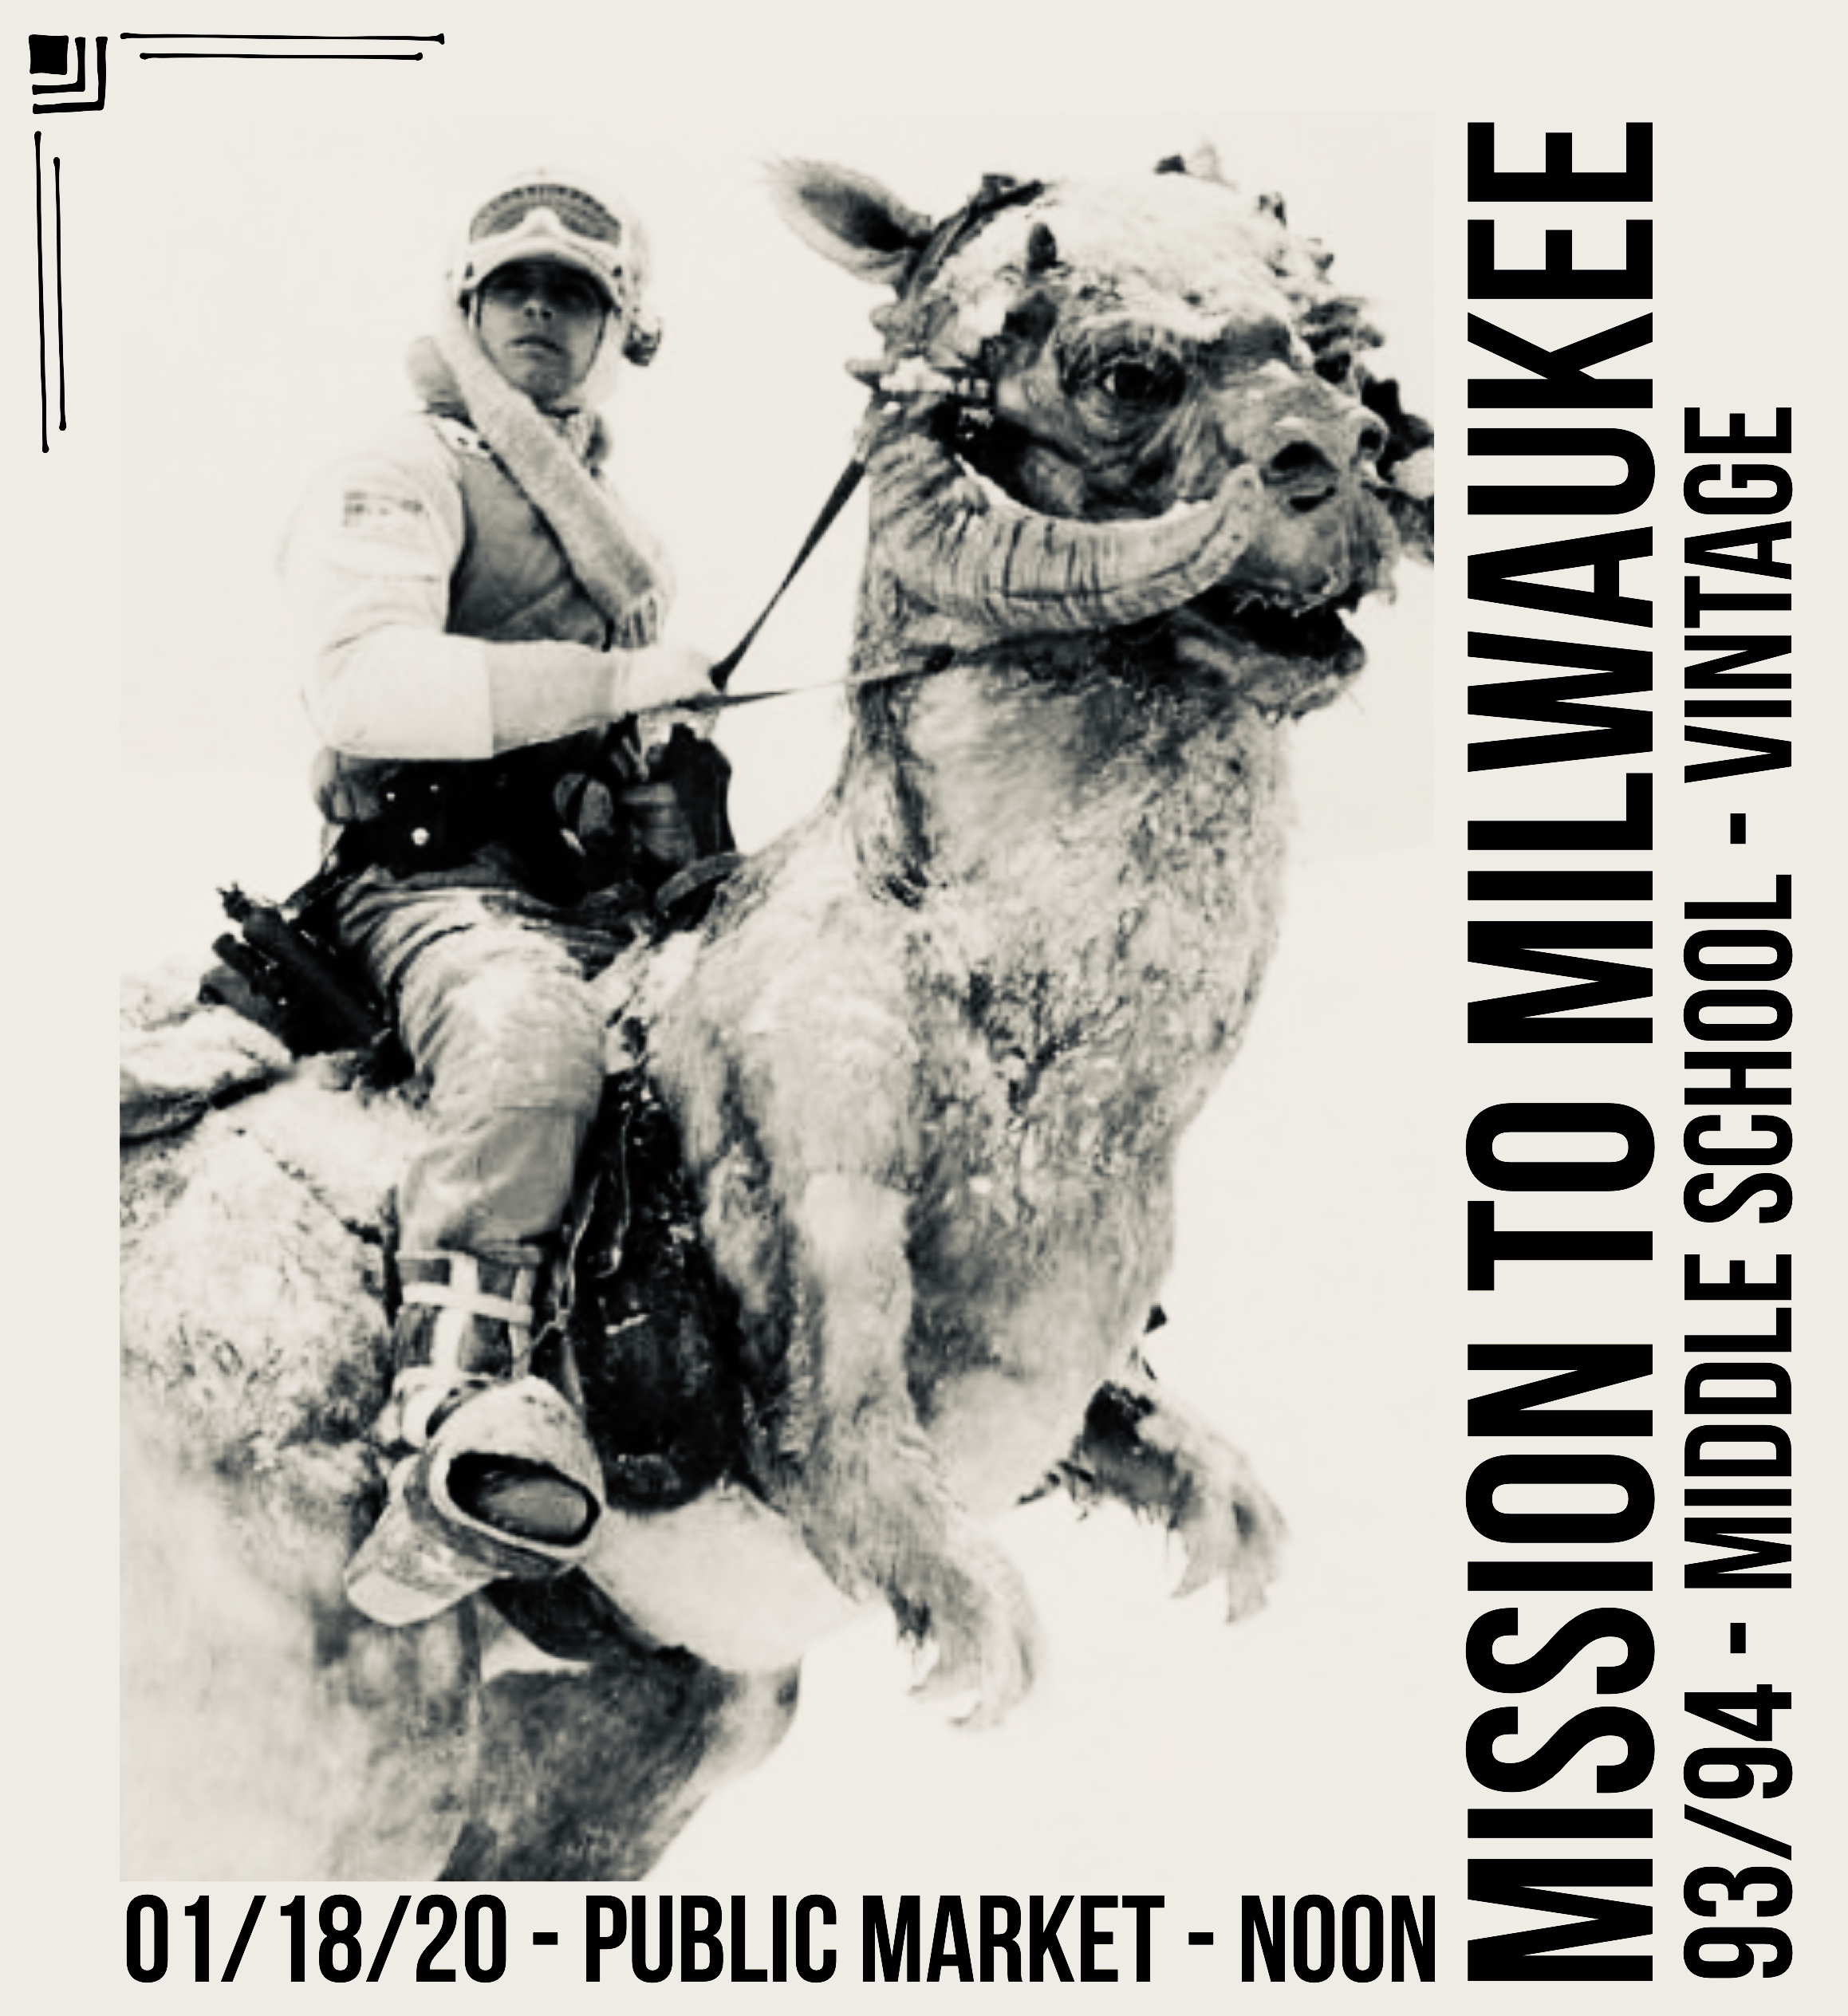 MISSION TO MILWAUKEE
93/94 - MIDDLE SCHOOL - VINTAGE
01/18/20 - PUBLIC MARKET - NOON